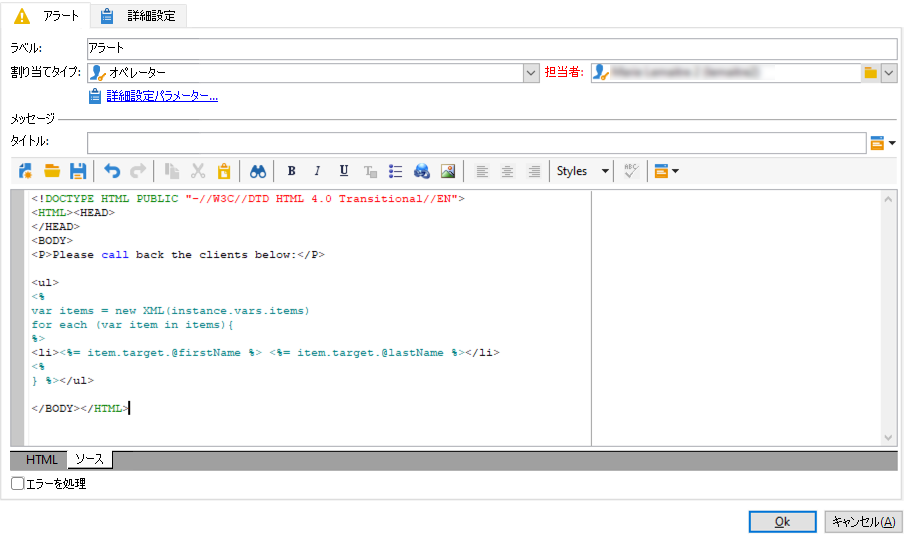 アラート 詳細設定
ラベル: アラート
割り当てタイプ: オペレーター 担当者:
詳細設定パラメーター...
メッセージ
タイトル:
B I U Styles ABC
<!DOCTYPE HTML PUBLIC "-//W3C//DTD HTML 4.0 Transitional//EN">
<HTML><HEAD>
</HEAD>
<BODY>
<P>Please call back the clients below:</P>
<ul>
<%
var items = new XML(instance.vars.items)
for each (var item in items){
%>
<li><%= item.target.@firstName %> <%= item.target.@lastName %></li>
<%
} %></ul>
</BODY></HTML>
HTML ソース
エラーを処理
Ok キャンセル(A)